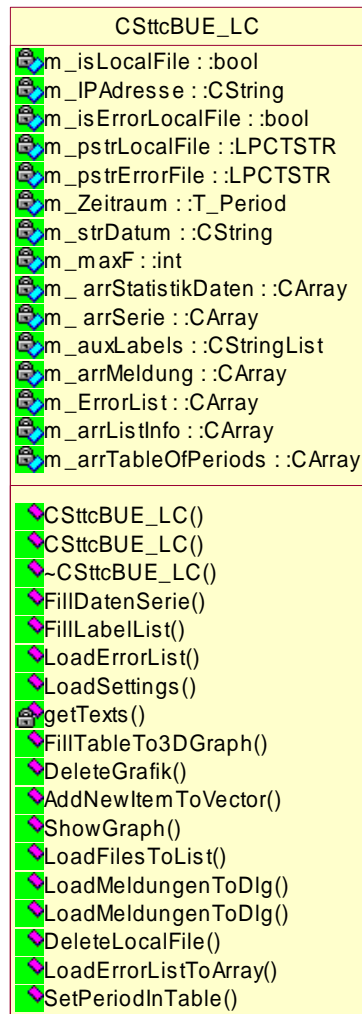 CSttcBUE_LC
m_isLocalFile : :bool
m_IPAdresse : :CString
m_isErrorLocalFile : :bool
m_pstrLocalFile : :LPCTSTR
m_pstrErrorFile : :LPCTSTR
m_Zeitraum : :T_Period
m_strDatum : :CString
m_maxF : :int
m_ arrStatistikDaten : :CArray
m_ arrSerie : :CArray
m_auxLabels : :CStringList
m_arrMeldung : :CArray
m_ErrorList : :CArray
m_arrListInfo : :CArray
m_arrTableOfPeriods : :CArray
CSttcBUE_LC()
CSttcBUE_LC()
~CSttcBUE_LC()
FillDatenSerie()
FillLabelList()
LoadErrorList()
LoadSettings()
getTexts()
FillTableTo3DGraph()
DeleteGrafik()
AddNewItemToVector()
ShowGraph()
LoadFilesToList()
LoadMeldungenToDlg()
LoadMeldungenToDlg()
DeleteLocalFile()
LoadErrorListToArray()
SetPeriodInTable()